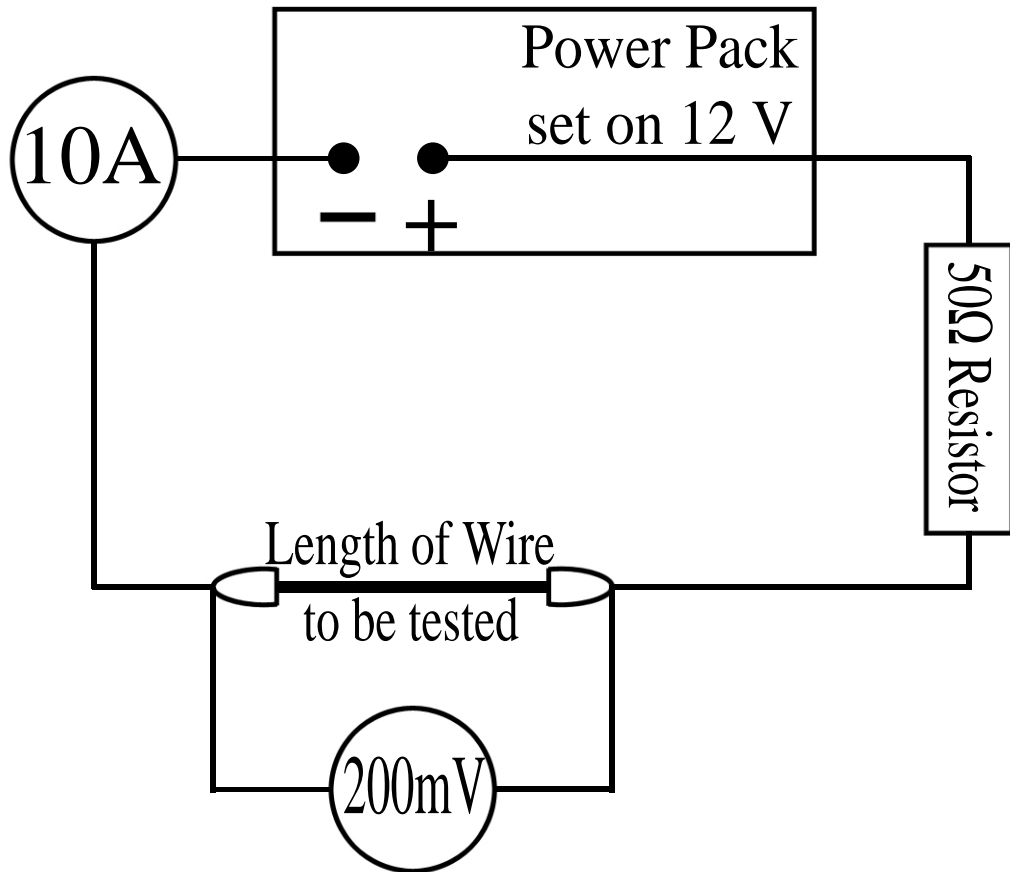 Power Pack
set on 12 V
10A
− +
50Ω Resistor
Length of Wire
to be tested
200mV